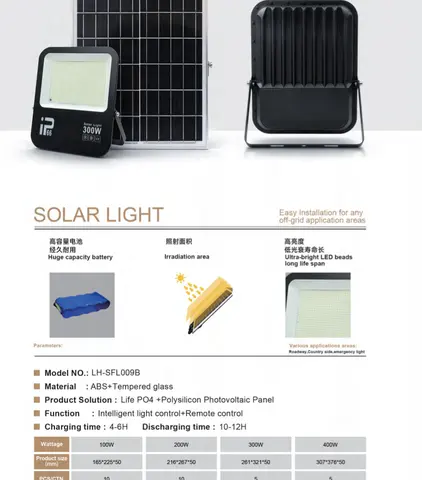 Solar Light
300W
iP66
SOLAR LIGHT
Easy Installation for any
off-grid application areas
高容量电池
经久耐用
Huge capacity battery
照射面积
Irradiation area
高亮度
低光衰寿命长
Ultra-bright LED beads
long life span
Parameters:
Various applications areas:
Roadway,Country side,emergency light
Model NO.: LH-SFL009B
Material : ABS+Tempered glass
Product Solution : Life PO4 +Polysilicon Photovoltaic Panel
Function : Intelligent light control+Remote control
Charging time : 4-6H Discharging time : 10-12H
Wattage 100W 200W 300W 400W
Product size
(mm) 185*225*50 216*267*50 261*321*50 307*376*50
PCS/CTN 10 10 5 5